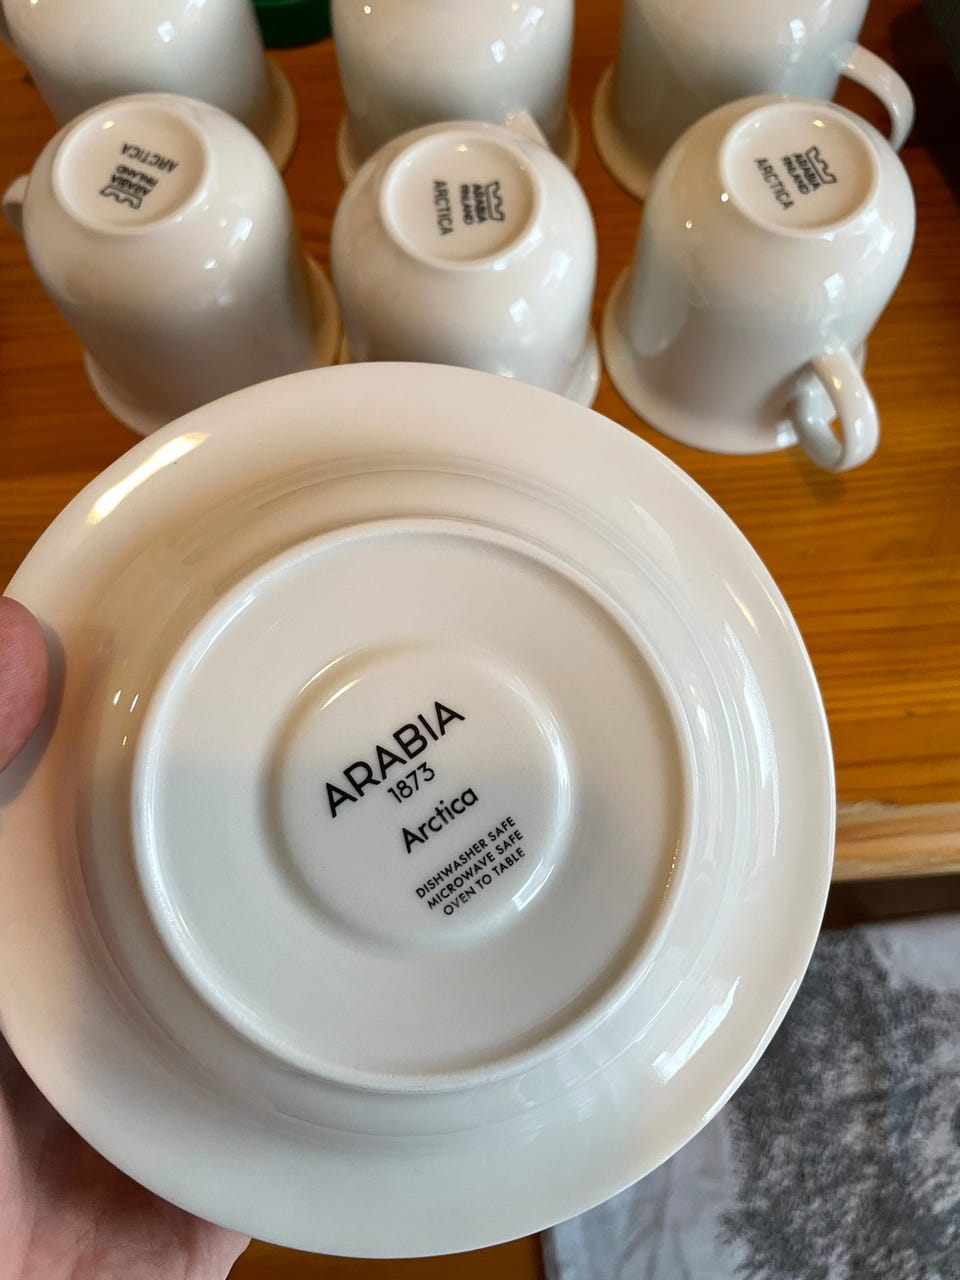 ARABIA
FINLAND
ARCTICA
ARABIA
FINLAND
ARCTICA
ARABIA
FINLAND
ARCTICA
ARABIA
1873
Arctica
DISHWASHER SAFE
MICROWAVE SAFE
OVEN TO TABLE